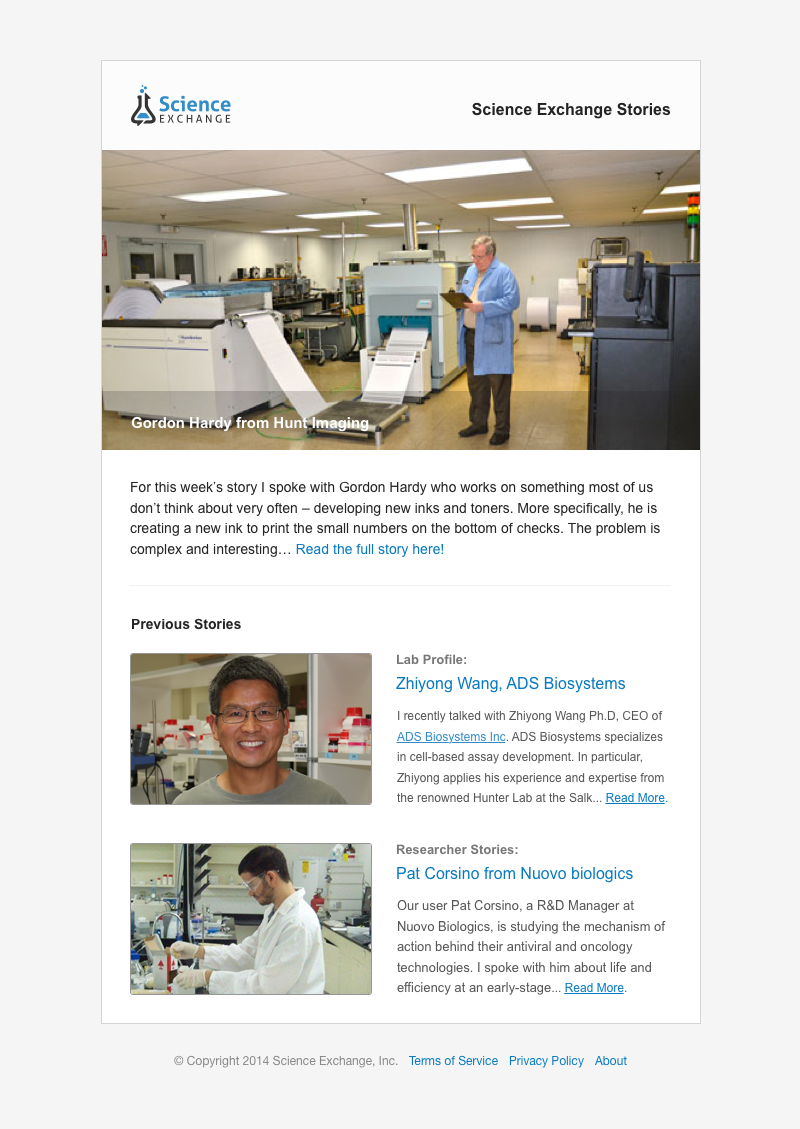 Science
EXCHANGE
Science Exchange Stories
Gordon Hardy from Hunt Imaging
For this week’s story I spoke with Gordon Hardy who works on something most of us
don’t think about very often – developing new inks and toners. More specifically, he is
creating a new ink to print the small numbers on the bottom of checks. The problem is
complex and interesting… Read the full story here!
Previous Stories
Lab Profile:
Zhiyong Wang, ADS Biosystems
I recently talked with Zhiyong Wang Ph.D, CEO of
ADS Biosystems Inc. ADS Biosystems specializes
in cell-based assay development. In particular,
Zhiyong applies his experience and expertise from
the renowned Hunter Lab at the Salk... Read More.
Researcher Stories:
Pat Corsino from Nuovo biologics
Our user Pat Corsino, a R&D Manager at
Nuovo Biologics, is studying the mechanism of
action behind their antiviral and oncology
technologies. I spoke with him about life and
efficiency at an early-stage... Read More.
© Copyright 2014 Science Exchange, Inc. Terms of Service Privacy Policy About